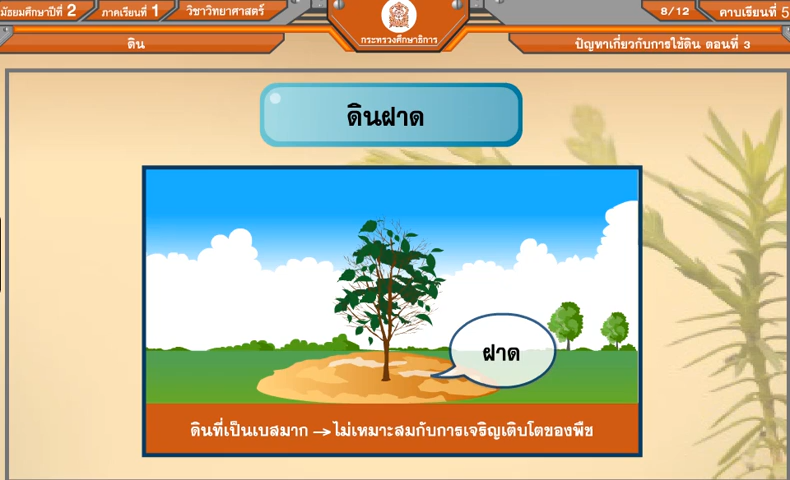 มัธยมศึกษาปีที่ 2 ภาคเรียนที่ 1 วิชาวิทยาศาสตร์ 8/12 คาบเรียนที่ 5
กระทรวงศึกษาธิการ
ดิน ปัญหาเกี่ยวกับการใช้ดิน ตอนที่ 3
ดินฝาด
ฝาด
ดินที่เป็นเบสมาก → ไม่เหมาะสมกับการเจริญเติบโตของพืช